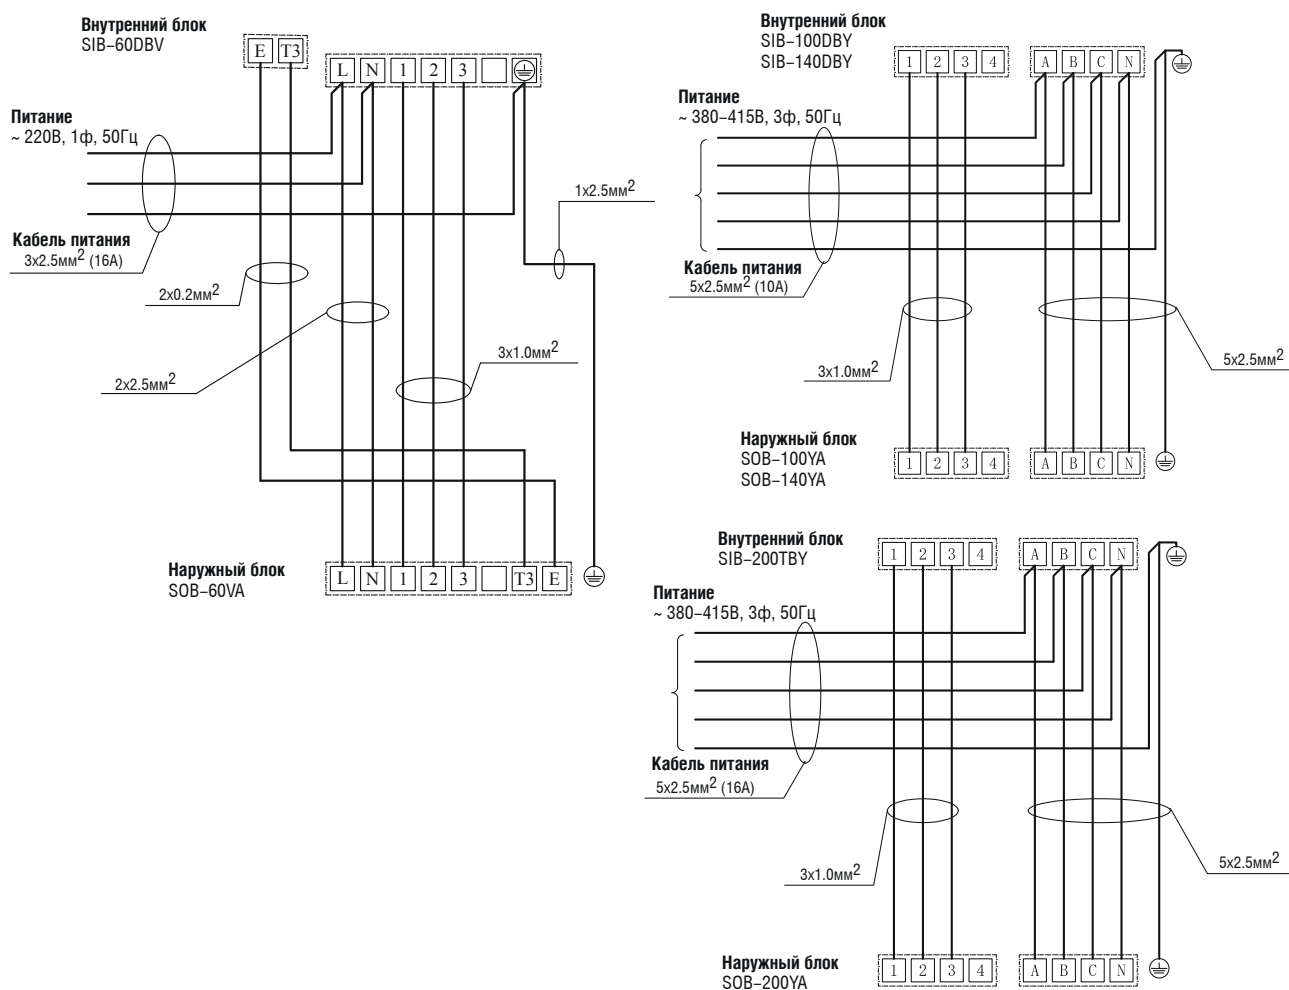 Внутренний блок
SIB–60DBV
E T3
L N 1 2 3
Питание
~ 220В, 1ф, 50Гц
1x2.5мм2
Кабель питания
3x2.5мм2 (16А)
2x0.2мм2
3x1.0мм2
2x2.5мм2
Наружный блок
SOB–60VA
L N 1 2 3 T3 E
Внутренний блок
SIB–100DBY
SIB–140DBY
1 2 3 4 A B C N
Питание
~ 380–415В, 3ф, 50Гц
Кабель питания
5x2.5мм2 (10А)
3x1.0мм2
5x2.5мм2
Наружный блок
SOB–100YA
SOB–140YA
1 2 3 4 A B C N
Внутренний блок
SIB–200TBY
1 2 3 4 A B C N
Питание
~ 380–415В, 3ф, 50Гц
Кабель питания
5x2.5мм2 (16А)
3x1.0мм2
5x2.5мм2
Наружный блок
SOB–200YA
1 2 3 4 A B C N